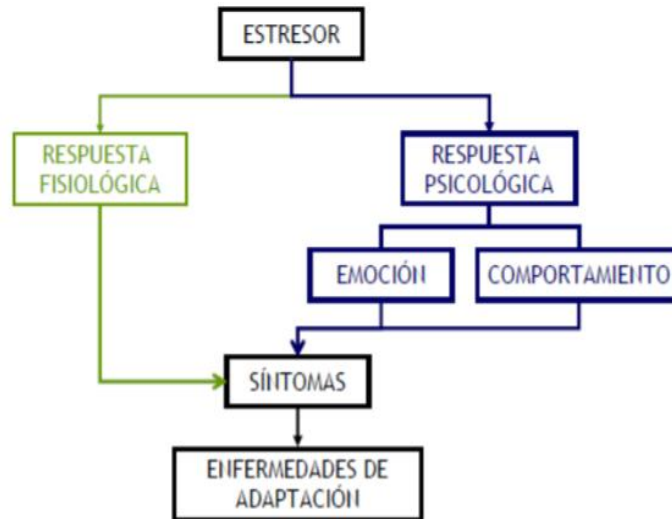 ESTRESOR
RESPUESTA
FISIOLÓGICA
RESPUESTA
PSICOLÓGICA
EMOCIÓN
COMPORTAMIENTO
SÍNTOMAS
ENFERMEDADES DE
ADAPTACIÓN